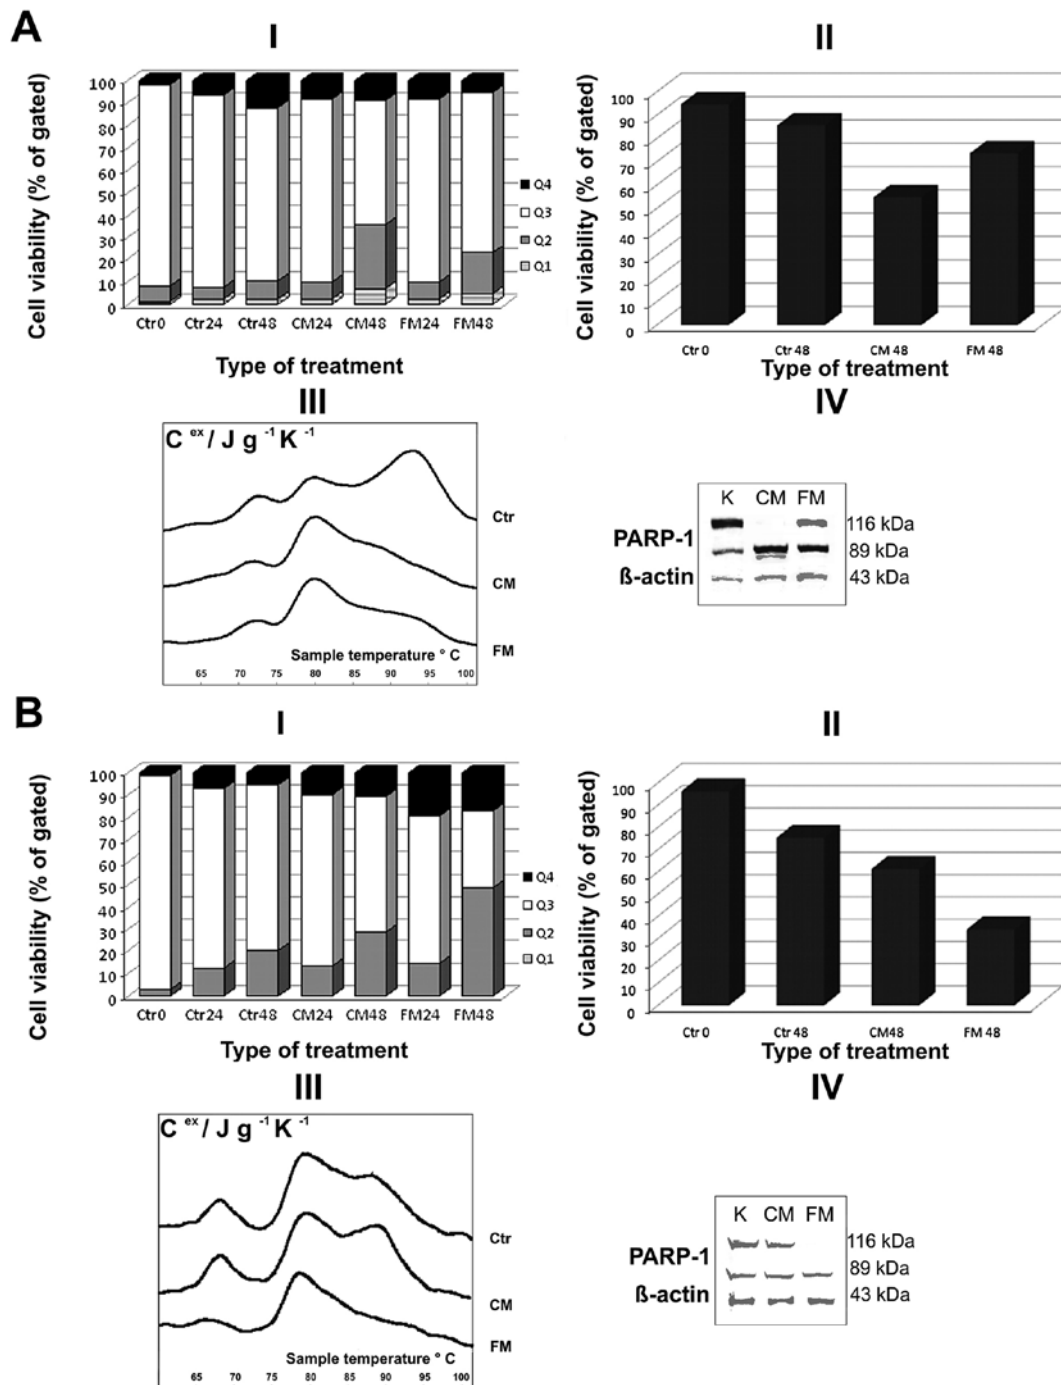 A
I
II
Cell viability (% of gated)
100
90
80
70
60
50
40
30
20
10
0
Ctr0 Ctr24 Ctr48 CM24 CM48 FM24 FM48
Type of treatment
Q4
Q3
Q2
Q1
Cell viability (% of gated)
100
90
80
70
60
50
40
30
20
10
0
Ctr 0 Ctr 48 CM 48 FM 48
Type of treatment
III
IV
C ex / J g -1 K -1
Ctr
CM
FM
Sample temperature ° C
65 70 75 80 85 90 95 100
K CM FM
PARP-1
ß-actin
116 kDa
89 kDa
43 kDa
B
I
II
Cell viability (% of gated)
100
90
80
70
60
50
40
30
20
10
0
Ctr0 Ctr24 Ctr48 CM24 CM48 FM24 FM48
Type of treatment
Q4
Q3
Q2
Q1
Cell viability (% of gated)
100
90
80
70
60
50
40
30
20
10
0
Ctr 0 Ctr 48 CM 48 FM 48
Type of treatment
III
IV
C ex / J g -1 K -1
Ctr
CM
FM
Sample temperature ° C
65 70 75 80 85 90 95 100
K CM FM
PARP-1
ß-actin
116 kDa
89 kDa
43 kDa